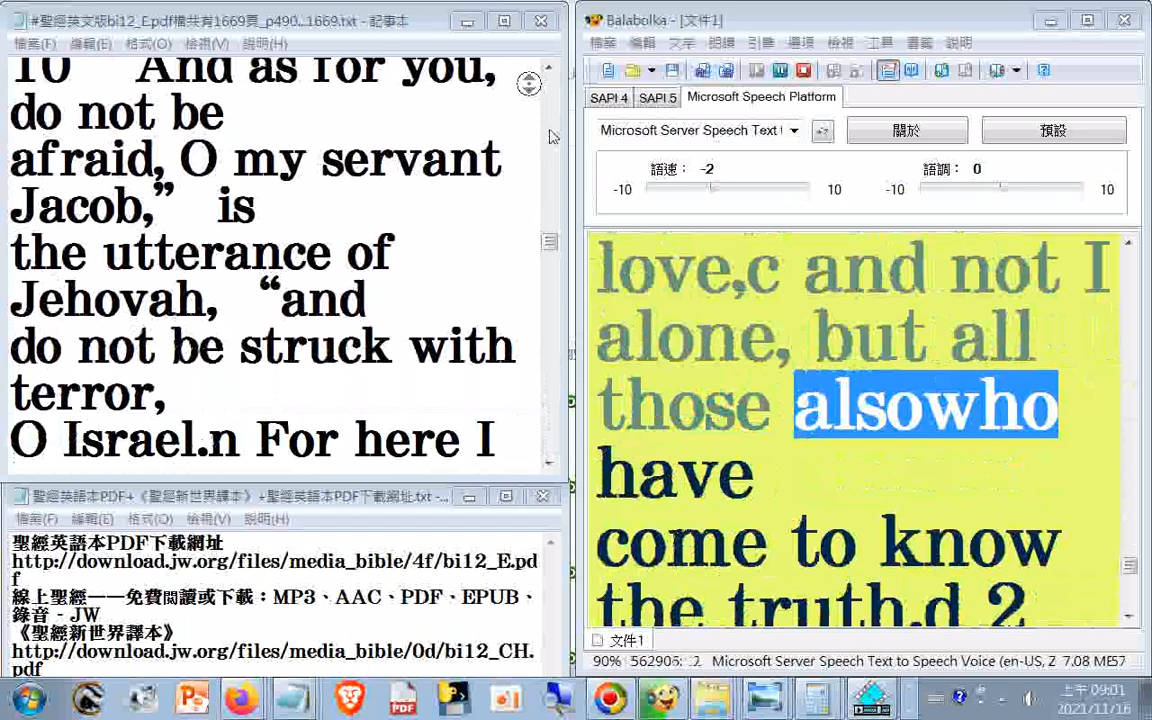 #聖經英文版bi12_E.pdf檔共有1669頁_p490...1669.txt - 記事本
檔案(F) 編輯(E) 格式(O) 檢視(V) 說明(H)
10 And as for you,
do not be
afraid, O my servant
Jacob,” is
the utterance of
Jehovah, “and
do not be struck with
terror,
O Israel.n For here I
聖經英語本PDF+《聖經新世界譯本》+聖經英語本PDF下載網址.txt - ...
檔案(F) 編輯(E) 格式(O) 檢視(V) 說明(H)
聖經英語本PDF下載網址
http://download.jw.org/files/media_bible/4f/bi12_E.pd
f
線上聖經——免費閱讀或下載：MP3、AAC、PDF、EPUB、
錄音 - JW
《聖經新世界譯本》
http://download.jw.org/files/media_bible/0d/bi12_CH.
pdf
Balabolka - [文件1]
檔案 編輯 文字 朗讀 引擎 選項 檢視 工具 書籤 說明
SAPI 4 SAPI 5 Microsoft Speech Platform
Microsoft Server Speech Text
關於 預設
語速： -2 語調： 0
-10 10 -10 10
love,c and not I
alone, but all
those alsowho
have
come to know
the truth.d 2
文件1
90% Microsoft Server Speech Text to Speech Voice (en-US, Z 7.08 ME57
上午 09:01
2021/11/16